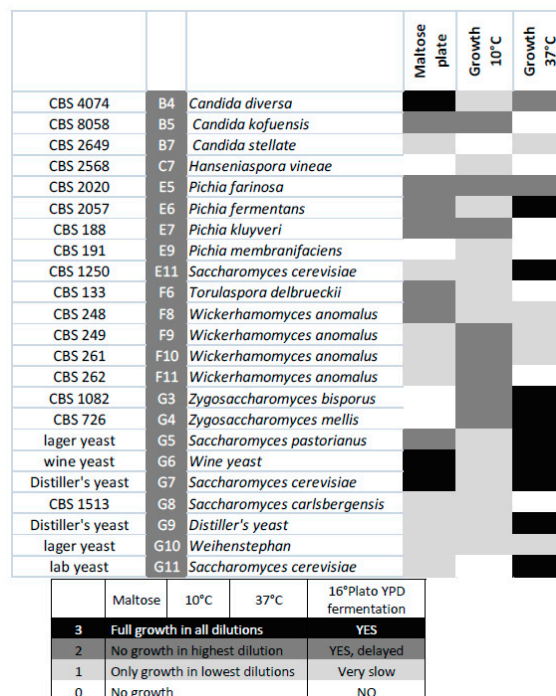 Maltose plate Growth 10°C Growth 37°C
CBS 4074 B4 Candida diversa
CBS 8058 B5 Candida kofuensis
CBS 2649 B7 Candida stellate
CBS 2568 C7 Hanseniaspora vineae
CBS 2020 E5 Pichia farinosa
CBS 2057 E6 Pichia fermentans
CBS 188 E7 Pichia kluyveri
CBS 191 E9 Pichia membranifaciens
CBS 1250 E11 Saccharomyces cerevisiae
CBS 133 F6 Torulaspora delbrueckii
CBS 248 F8 Wickerhamomyces anomalus
CBS 249 F9 Wickerhamomyces anomalus
CBS 261 F10 Wickerhamomyces anomalus
CBS 262 F11 Wickerhamomyces anomalus
CBS 1082 G3 Zygosaccharomyces bisporus
CBS 726 G4 Zygosaccharomyces mellis
lager yeast G5 Saccharomyces pastorianus
wine yeast G6 Wine yeast
Distiller's yeast G7 Saccharomyces cerevisiae
CBS 1513 G8 Saccharomyces carlsbergensis
Distiller's yeast G9 Distiller's yeast
lager yeast G10 Weihenstephan
lab yeast G11 Saccharomyces cerevisiae
Maltose 10°C 37°C 16°Plato YPD fermentation
3 Full growth in all dilutions YES
2 No growth in highest dilution YES, delayed
1 Only growth in lowest dilutions Very slow
0 No growth NO